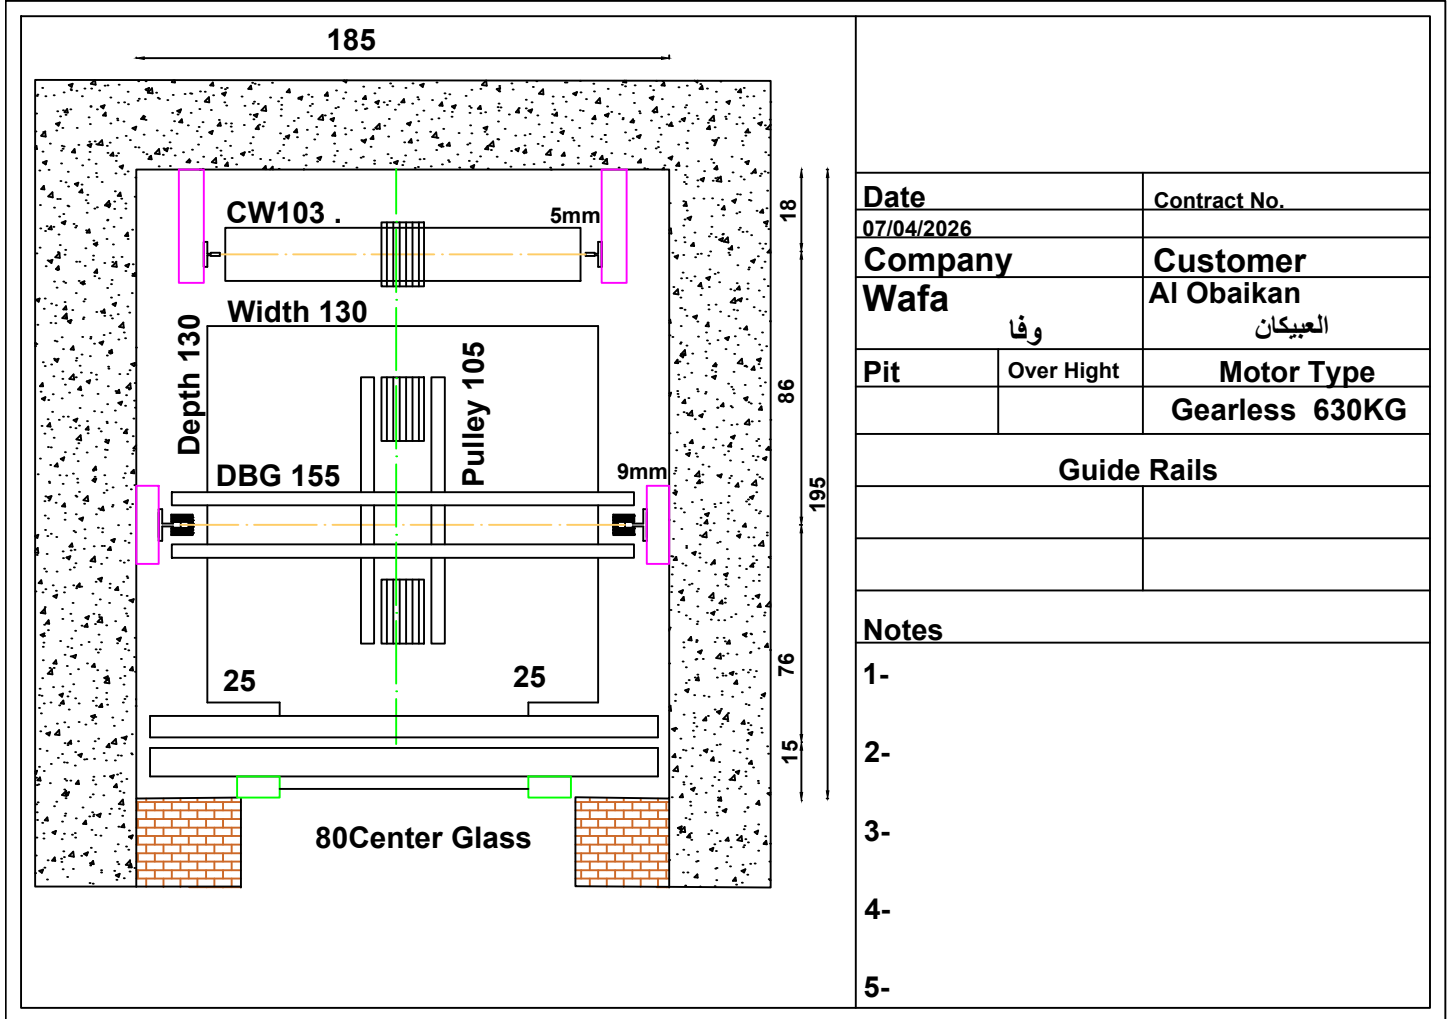 185
CW103 .
5mm
18
Width 130
Depth 130
Pulley 105
86
DBG 155
9mm
195
25
25
76
15
80Center Glass
Date
Contract No.
07/04/2026
Company
Customer
Wafa
وفا
Al Obaikan
العبيكان
Pit
Over Hight
Motor Type
Gearless 630KG
Guide Rails
Notes
1-
2-
3-
4-
5-